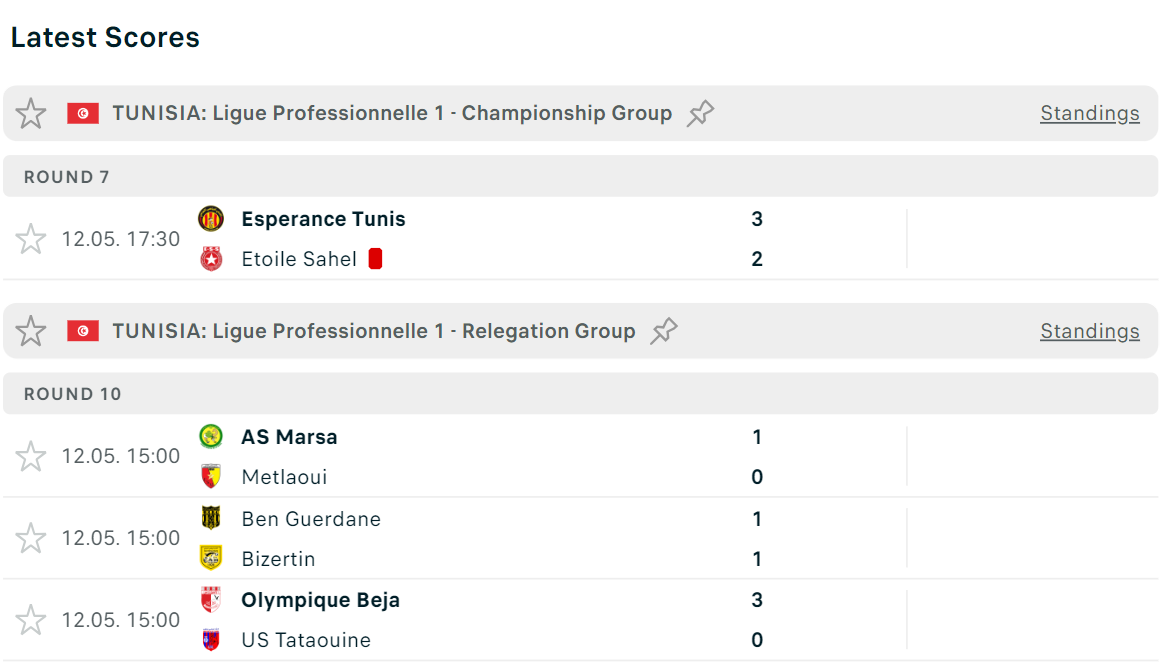 Latest Scores
TUNISIA: Ligue Professionnelle 1 - Championship Group Standings
ROUND 7
12.05. 17:30
Esperance Tunis 3
Etoile Sahel 2
TUNISIA: Ligue Professionnelle 1 - Relegation Group Standings
ROUND 10
12.05. 15:00
AS Marsa 1
Metlaoui 0
12.05. 15:00
Ben Guerdane 1
Bizertin 1
12.05. 15:00
Olympique Beja 3
US Tataouine 0